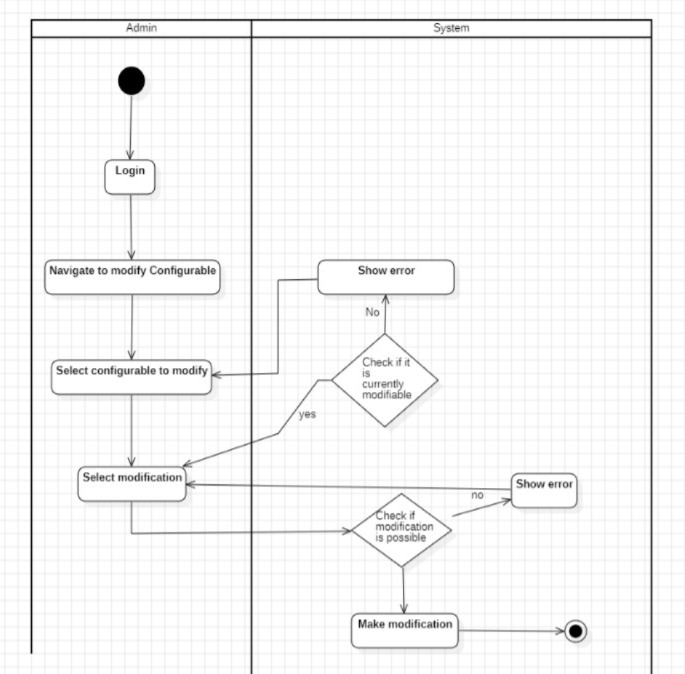 Admin
System
Login
Navigate to modify Configurable
Show error
No
Select configurable to modify
Check if it
is
currently
modifiable
yes
Select modification
Show error
no
Check if
modification
is possible
Make modification